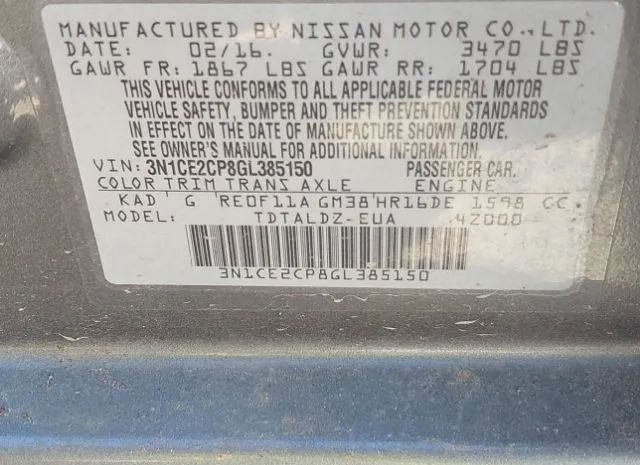 MANUFACTURED BY NISSAN MOTOR CO., LTD.
DATE: 02/16. GVWR: 3470 LBS
GAWR FR: 1867 LBS GAWR RR: 1704 LBS
THIS VEHICLE CONFORMS TO ALL APPLICABLE FEDERAL MOTOR
VEHICLE SAFETY, BUMPER AND THEFT PREVENTION STANDARDS
IN EFFECT ON THE DATE OF MANUFACTURE SHOWN ABOVE.
SEE OWNER'S MANUAL FOR ADDITIONAL INFORMATION.
VIN: 3N1CE2CP8GL385150 PASSENGER CAR.
COLOR TRIM TRANS AXLE ENGINE
KAD G RE0F11A GM38 HR16DE 1598 CC
MODEL: TDTALDZ-EUA 4Z000
3N1CE2CP8GL385150